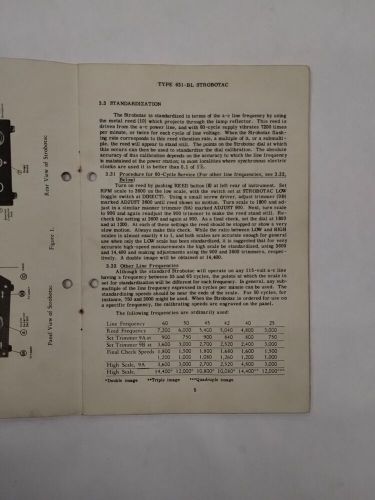 TYPE 631-BL STROBOTAC
3.3 STANDARDIZATION
The Strobotac is standardized in terms of the a-c line frequency by using
the metal reed (10) which projects through the lamp reflector. This reed is
driven from the a-c power line, and with 60-cycle supply vibrates 7200 times
per minute, or twice for each cycle of line voltage. When the Strobotac flash-
ing rate corresponds to this reed vibration rate, a multiple of it, or a submulti-
ple, the reed will appear to stand still. The points on the Strobotac dial at which
this occurs can then be used to standardize the dial calibration. The absolute
accuracy of this calibration depends on the accuracy to which the line frequency
is maintained of the power station; in most localities where synchronous electric
clocks are used it is better than 0.1 of 1%.
3.31 Procedure for 60-Cycle Service (For other line frequencies, see 3.32,
Below)
Turn on reed by pushing REED button (8) at left rear of instrument. Set
RPM scale to 3600 on the low scale, with the switch set at STROBOTAC LOW
(toggle switch at DIRECT). Using a small screw driver, adjust trimmer (9B)
marked ADJUST 3600 until reed shows no motion. Turn scale to 1800 and ad-
just in a similar manner trimmer (9A) marked ADJUST 900. Next, turn scale
to 900 and again readjust the 900 trimmer to make the reed stand still. Re-
check the setting at 3600 and again at 900. As a final check, set the dial at 1800
and at 1200. At each of these settings the reed should appear to stop or show a very
slow motion. Always make this check. While the ratio between LOW and HIGH
scales is almost exactly 4 to 1, and both scales are accurate enough for general
use when only the LOW scale has been standardized, it is suggested that for very
accurate high-speed measurements the high scale be standardized, using 3600
and 14,400 and making adjustments using the 900 and 3600 trimmers, respec-
tively. A double image will be obtained at 14,400.
3.32. Other Line Frequencies
Although the standard Strobotac will operate on any 115-volt a-c line
having a frequency between 55 and 65 cycles, the points at which the scale is
set for standardization will be different for each frequency. In general, any sub-
multiple of the line frequency expressed in cycles per minute can be used. The
standardizing speeds should be near the ends of the scale. For 50 cycles, for
instance, 750 and 3000 might be used. When the Strobotac is ordered for use on
a specific frequency, the calibrating speeds are engraved on the panel.
The following frequencies are ordinarily used:
Line Frequency 60 50 45 42 40 25
Reed Frequency 7,200 6,000 5,400 5,040 4,800 3,000
Set Trimmer 9A at 900 750 900 840 800 750
Set Trimmer 9B at 3,600 3,000 2,700 2,520 2,400 3,000
Final Check Speeds 1,800 1,500 1,800 1,680 1,600 1,500
1,200 1,000 1,080 1,260 1,200 1,000
High Scale, 9A 3,600 3,000 2,700 2,520 4,800 3,000
High Scale, 14,400* 12,000* 10,800* 10,080* 14,400** 12,000***
*Double image **Triple image ***Quadruple image
5
Rear View of Strobotac
Figure 1.
Panel View of Strobotac